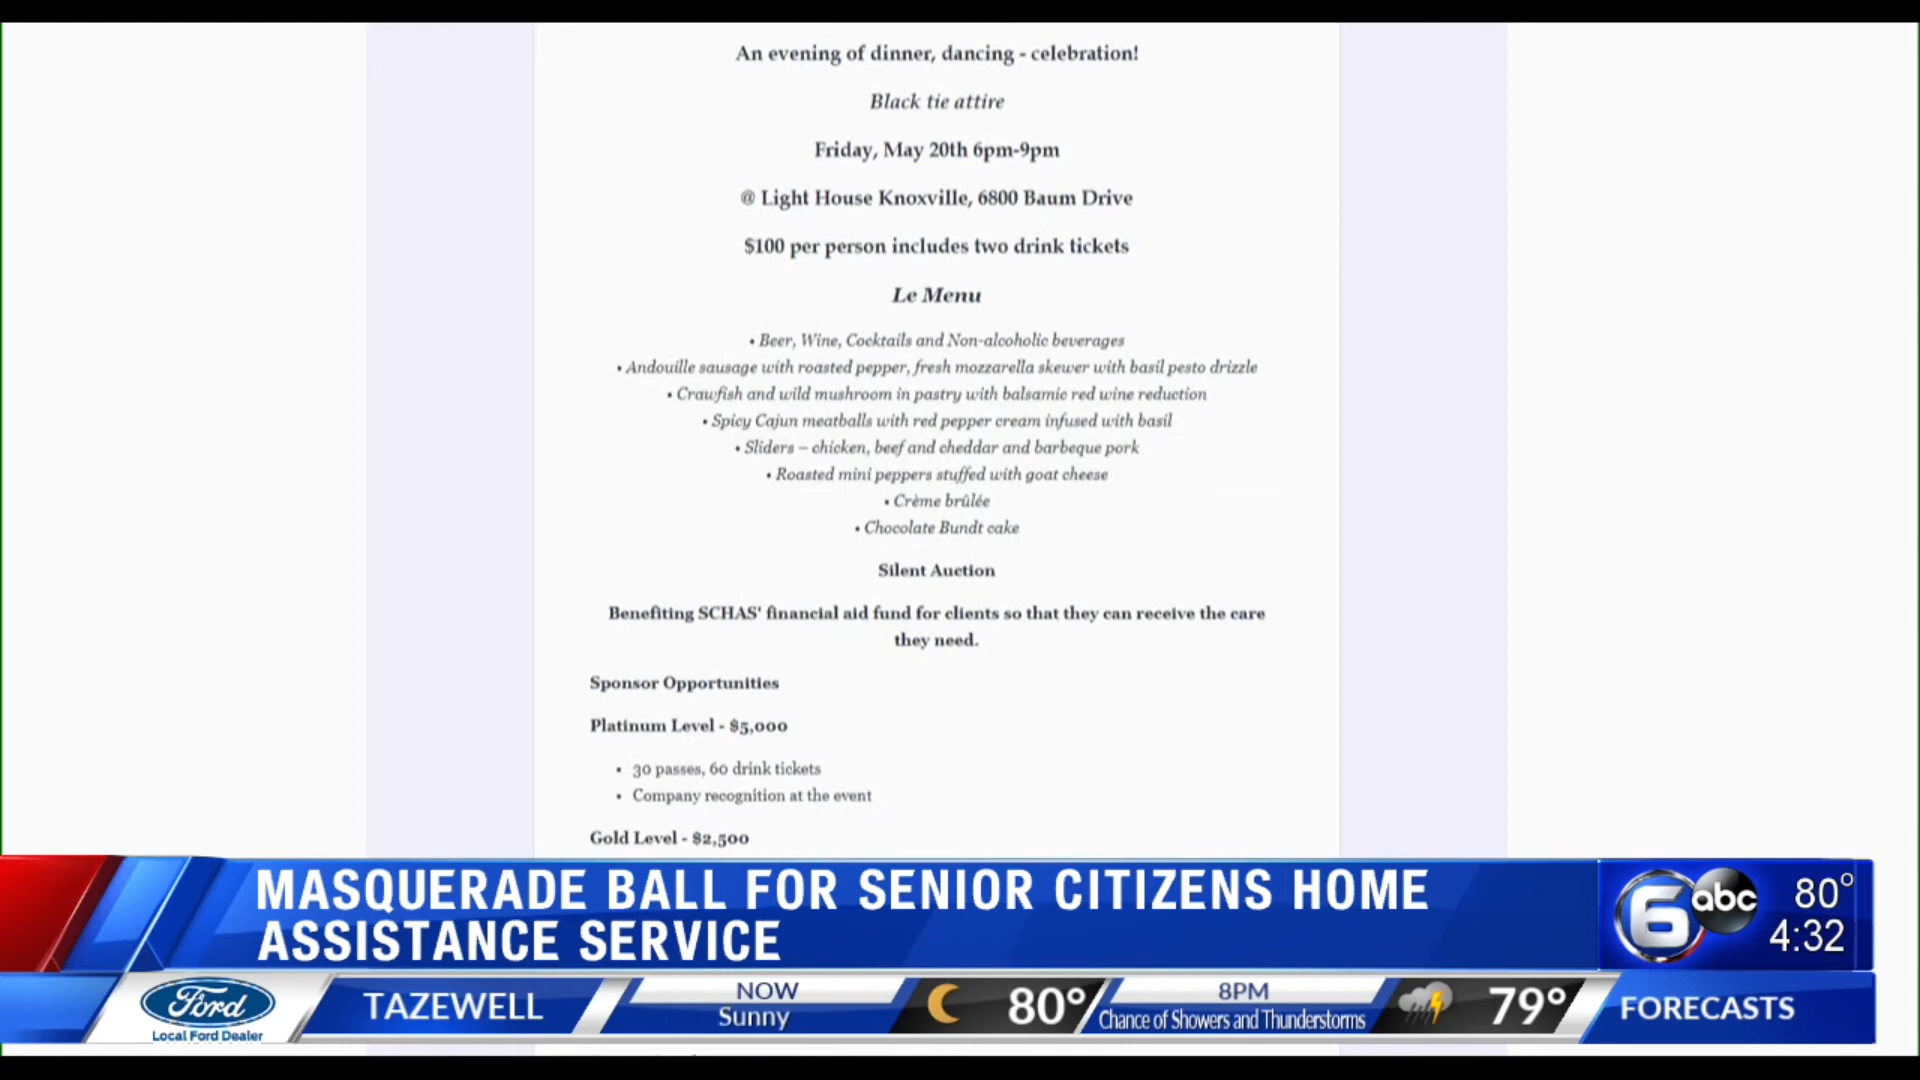 An evening of dinner, dancing - celebration!
Black tie attire
Friday, May 20th 6pm-9pm
@ Light House Knoxville, 6800 Baum Drive
$100 per person includes two drink tickets
Le Menu
• Beer, Wine, Cocktails and Non-alcoholic beverages
• Andouille sausage with roasted pepper, fresh mozzarella skewer with basil pesto drizzle
• Crawfish and wild mushroom in pastry with balsamic red wine reduction
• Spicy Cajun meatballs with red pepper cream infused with basil
• Sliders – chicken, beef and cheddar and barbeque pork
• Roasted mini peppers stuffed with goat cheese
• Crème brûlée
• Chocolate Bundt cake
Silent Auction
Benefiting SCHAS' financial aid fund for clients so that they can receive the care
they need.
Sponsor Opportunities
Platinum Level - $5,000
• 30 passes, 60 drink tickets
• Company recognition at the event
Gold Level - $2,500
MASQUERADE BALL FOR SENIOR CITIZENS HOME
ASSISTANCE SERVICE
6 abc
80°
4:32
Ford
Local Ford Dealer
TAZEWELL
NOW
Sunny
80°
8PM
Chance of Showers and Thunderstorms
79°
FORECASTS